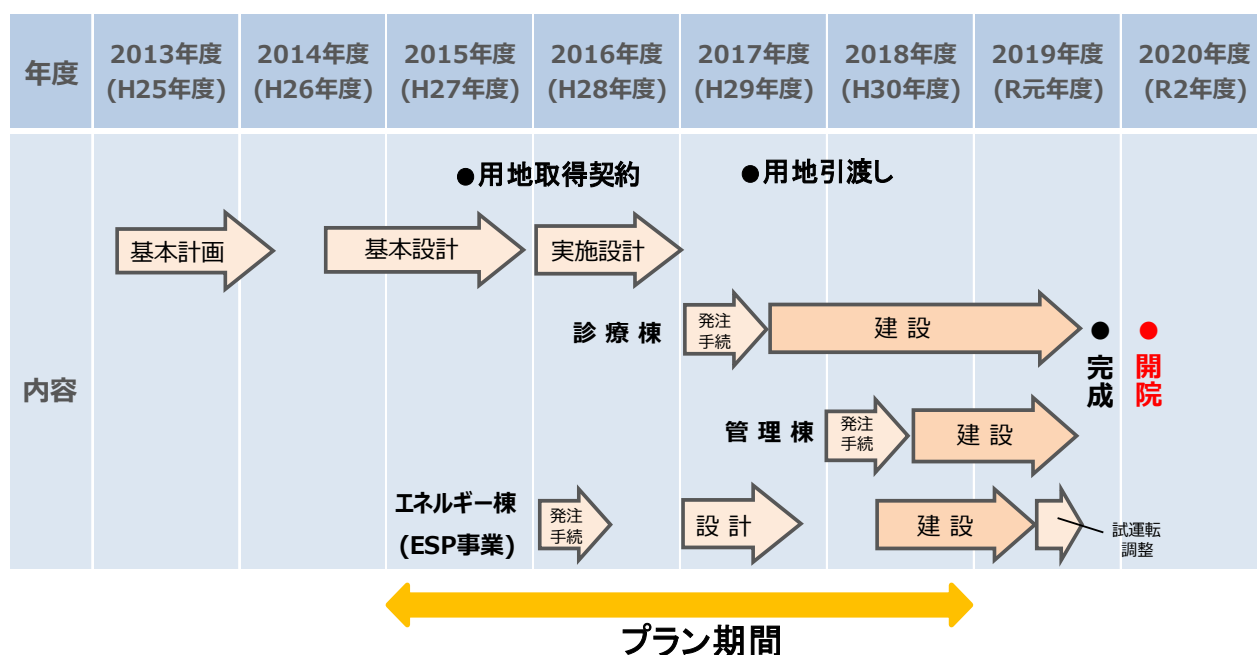 年度
2013年度
(H25年度)
2014年度
(H26年度)
2015年度
(H27年度)
2016年度
(H28年度)
2017年度
(H29年度)
2018年度
(H30年度)
2019年度
(R元年度)
2020年度
(R2年度)
内容
●用地取得契約
●用地引渡し
基本計画
基本設計
実施設計
診 療 棟
発注
手続
建 設
●
完成
●
開院
管 理 棟
発注
手続
建 設
エネルギー棟
(ESP事業)
発注
手続
設 計
建 設
試運転
調整
プラン期間